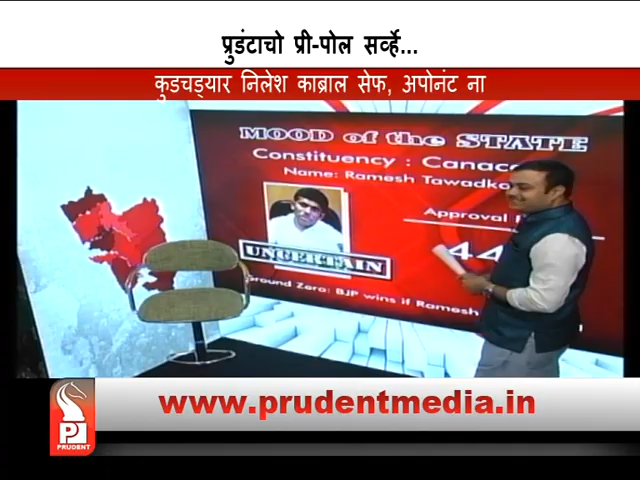 प्रुडंटाचो प्री-पोल सर्व्हे...
कुडचड्यार निलेश काब्राल सेफ, अपोनंट ना
MOOD of the STATE
Constituency : Canaco
Name: Ramesh Tawadka
Approval
44
UNCERTAIN
Ground Zero: BJP wins if Ramesh
www.prudentmedia.in
PRUDENT